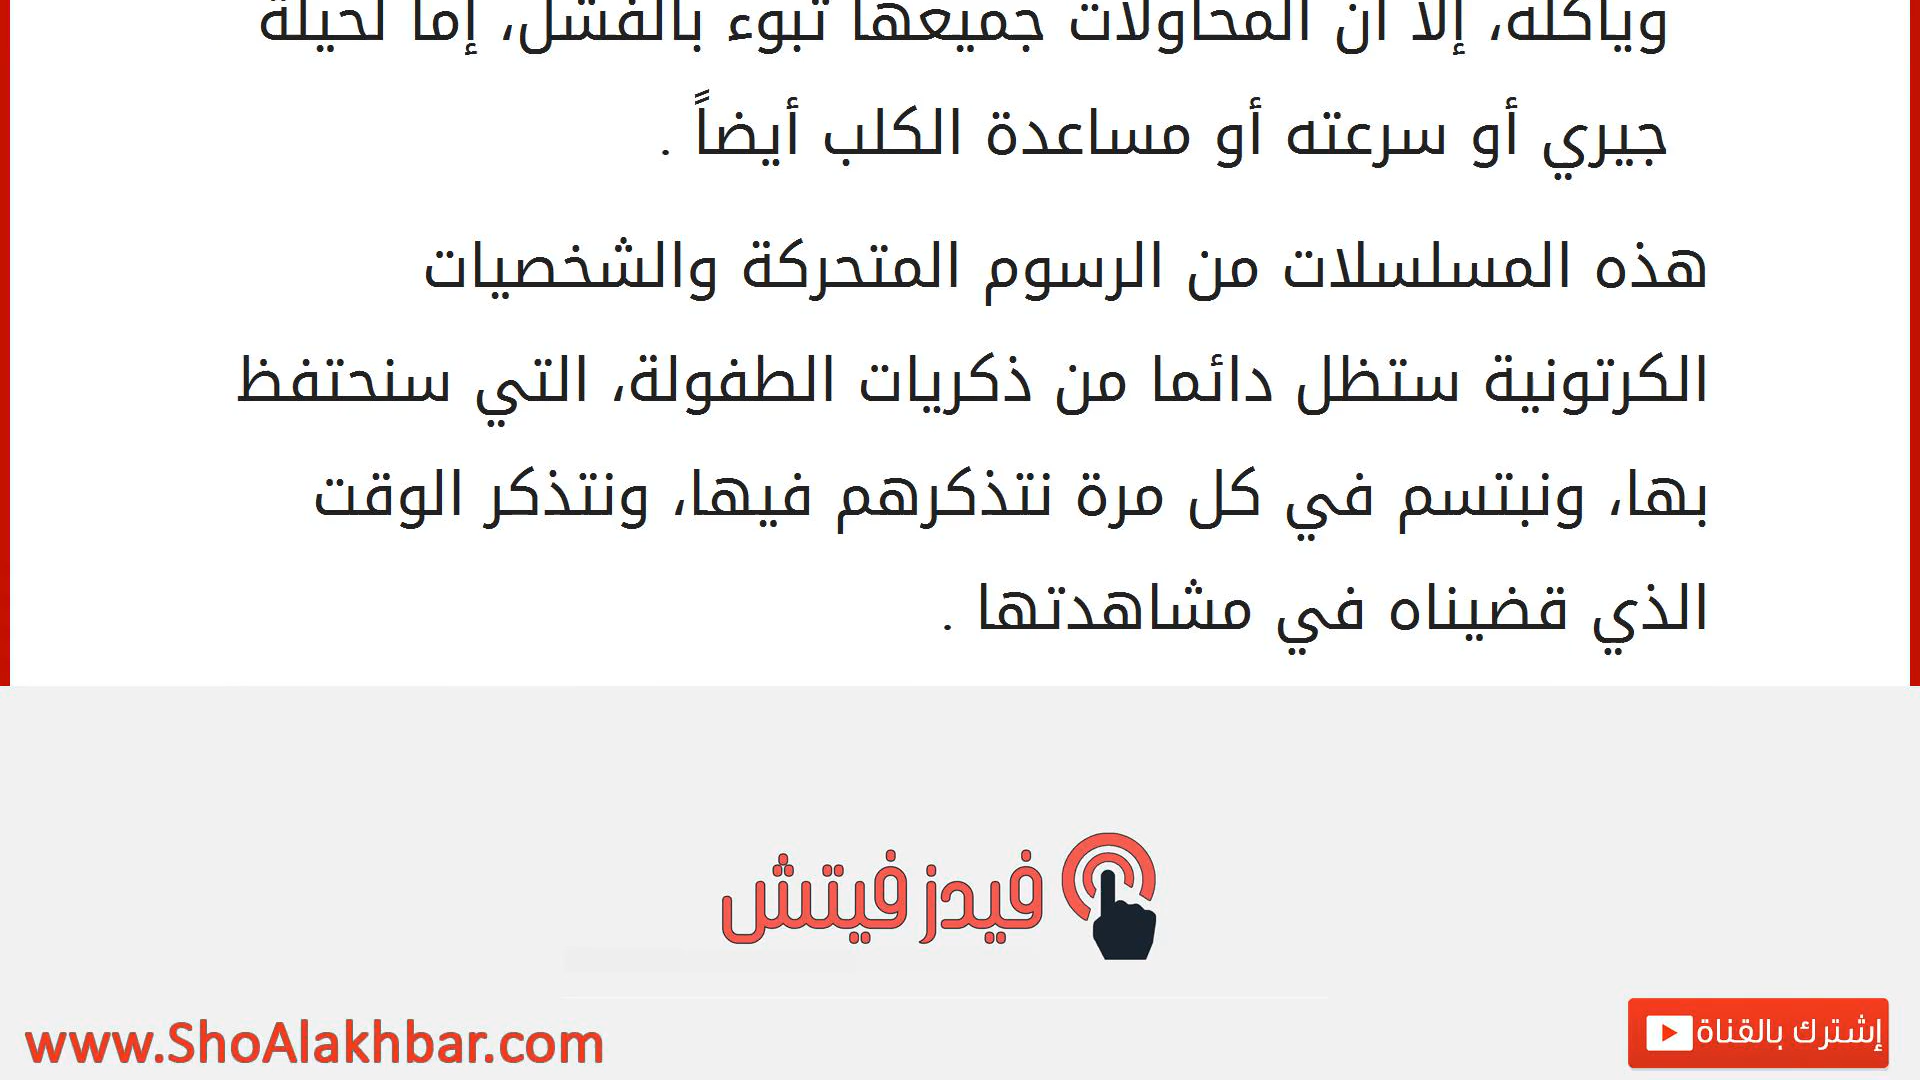 ويأكله، إلا أن المحاولات جميعها تبوء بالفشل، إما لحيلة
جيري أو سرعته أو مساعدة الكلب أيضاً .
هذه المسلسلات من الرسوم المتحركة والشخصيات
الكرتونية ستظل دائما من ذكريات الطفولة، التي سنحتفظ
بها، ونبتسم في كل مرة نتذكرهم فيها، ونتذكر الوقت
الذي قضيناه في مشاهدتها .
فيدز فيتش
www.ShoAlakhbar.com
إشترك بالقناة